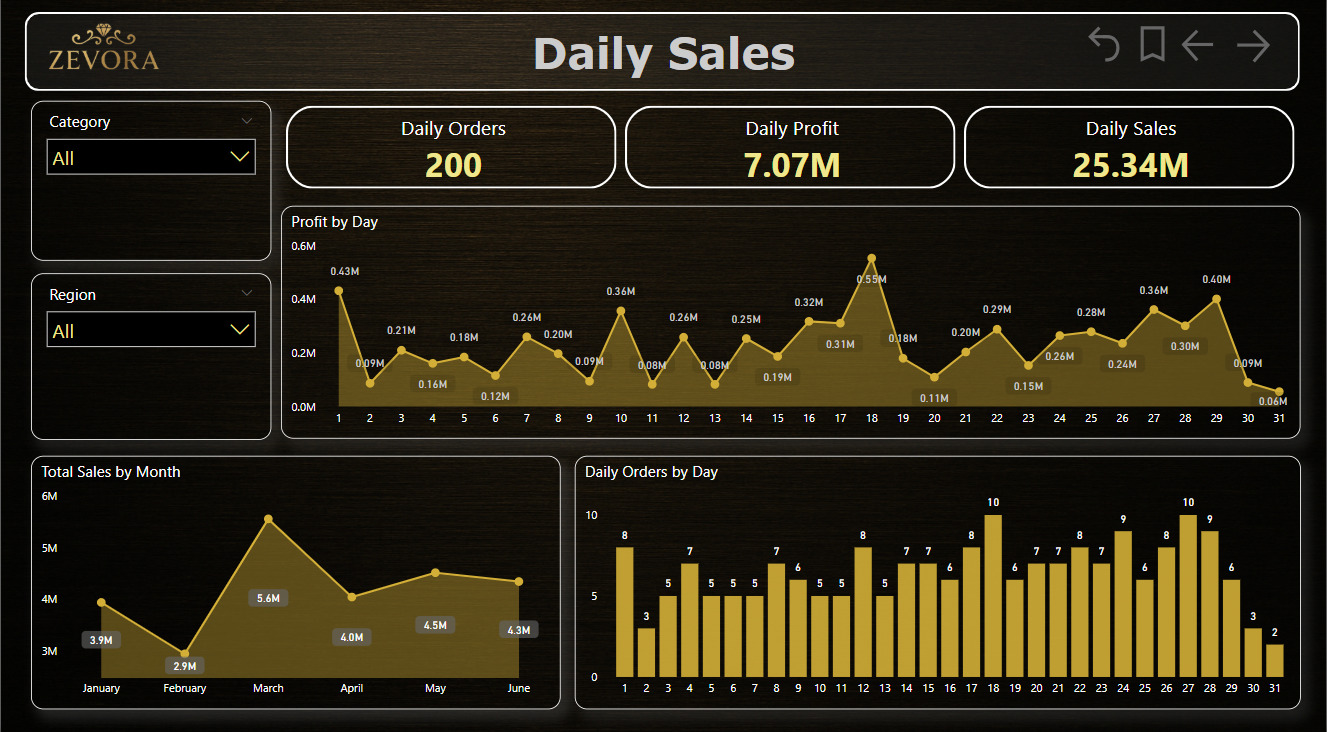 ZEVORA
Daily Sales
Category
All
Region
All
Daily Orders
200
Daily Profit
7.07M
Daily Sales
25.34M
Profit by Day
0.6M
0.4M
0.2M
0.0M
0.43M
0.09M
0.21M
0.16M
0.18M
0.12M
0.26M
0.20M
0.09M
0.36M
0.08M
0.26M
0.08M
0.25M
0.19M
0.32M
0.31M
0.55M
0.18M
0.11M
0.20M
0.29M
0.15M
0.26M
0.28M
0.24M
0.36M
0.30M
0.40M
0.09M
0.06M
1 2 3 4 5 6 7 8 9 10 11 12 13 14 15 16 17 18 19 20 21 22 23 24 25 26 27 28 29 30 31
Total Sales by Month
6M
5M
4M
3M
3.9M
2.9M
5.6M
4.0M
4.5M
4.3M
January February March April May June
Daily Orders by Day
10
5
0
8 3 5 7 5 5 5 7 6 5 5 8 5 7 7 6 8 10 6 7 7 8 7 9 6 8 10 9 6 3 2
1 2 3 4 5 6 7 8 9 10 11 12 13 14 15 16 17 18 19 20 21 22 23 24 25 26 27 28 29 30 31